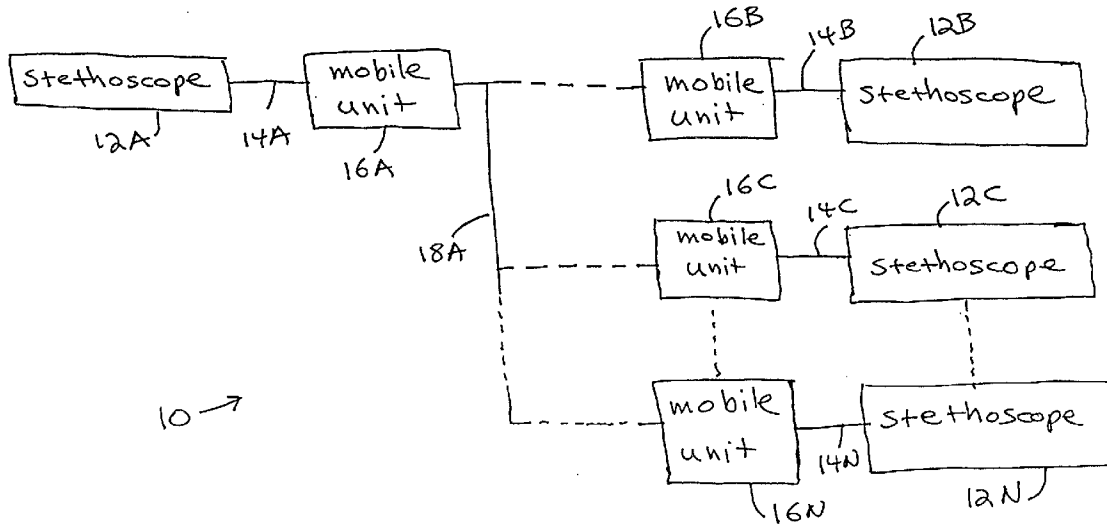 16B
14B
12B
stethoscope
mobile
unit
mobile
unit
stethoscope
12A
14A
16A
16C
14C
12C
18A
mobile
unit
stethoscope
10
mobile
unit
stethoscope
14N
16N
12N